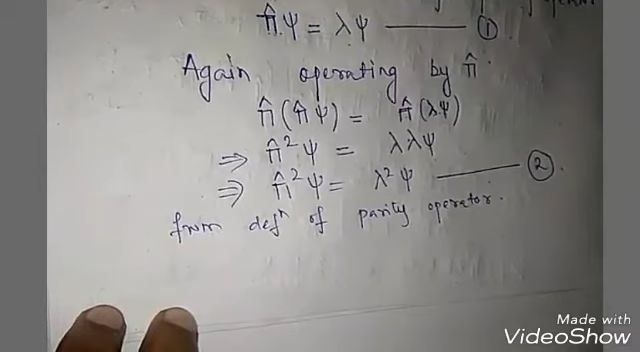 π̂ψ = λψ ——— ①
Again operating by π̂
π̂(π̂ψ) = π̂(λψ)
⇒ π̂²ψ = λλψ
⇒ π̂²ψ = λ²ψ ——— ②.
from defⁿ of parity operator.
Made with
VideoShow